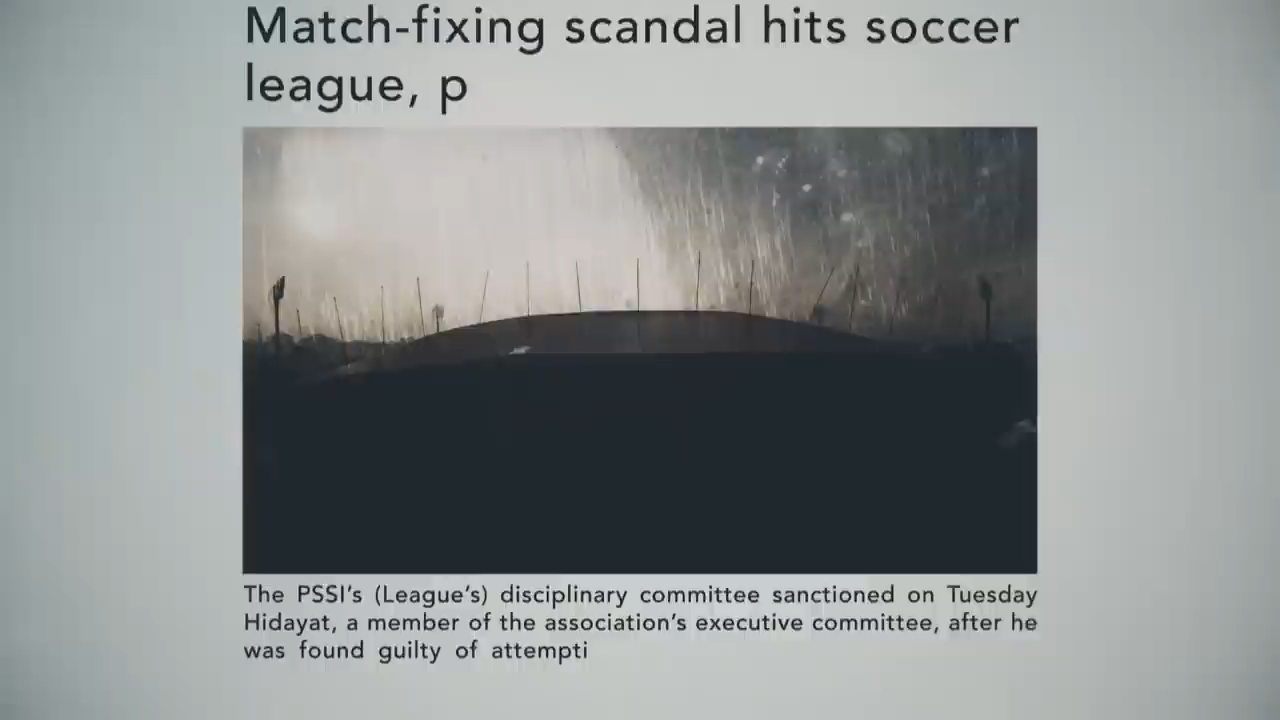 Match-fixing scandal hits soccer
league, p
The PSSI's (League's) disciplinary committee sanctioned on Tuesday
Hidayat, a member of the association's executive committee, after he
was found guilty of attempti